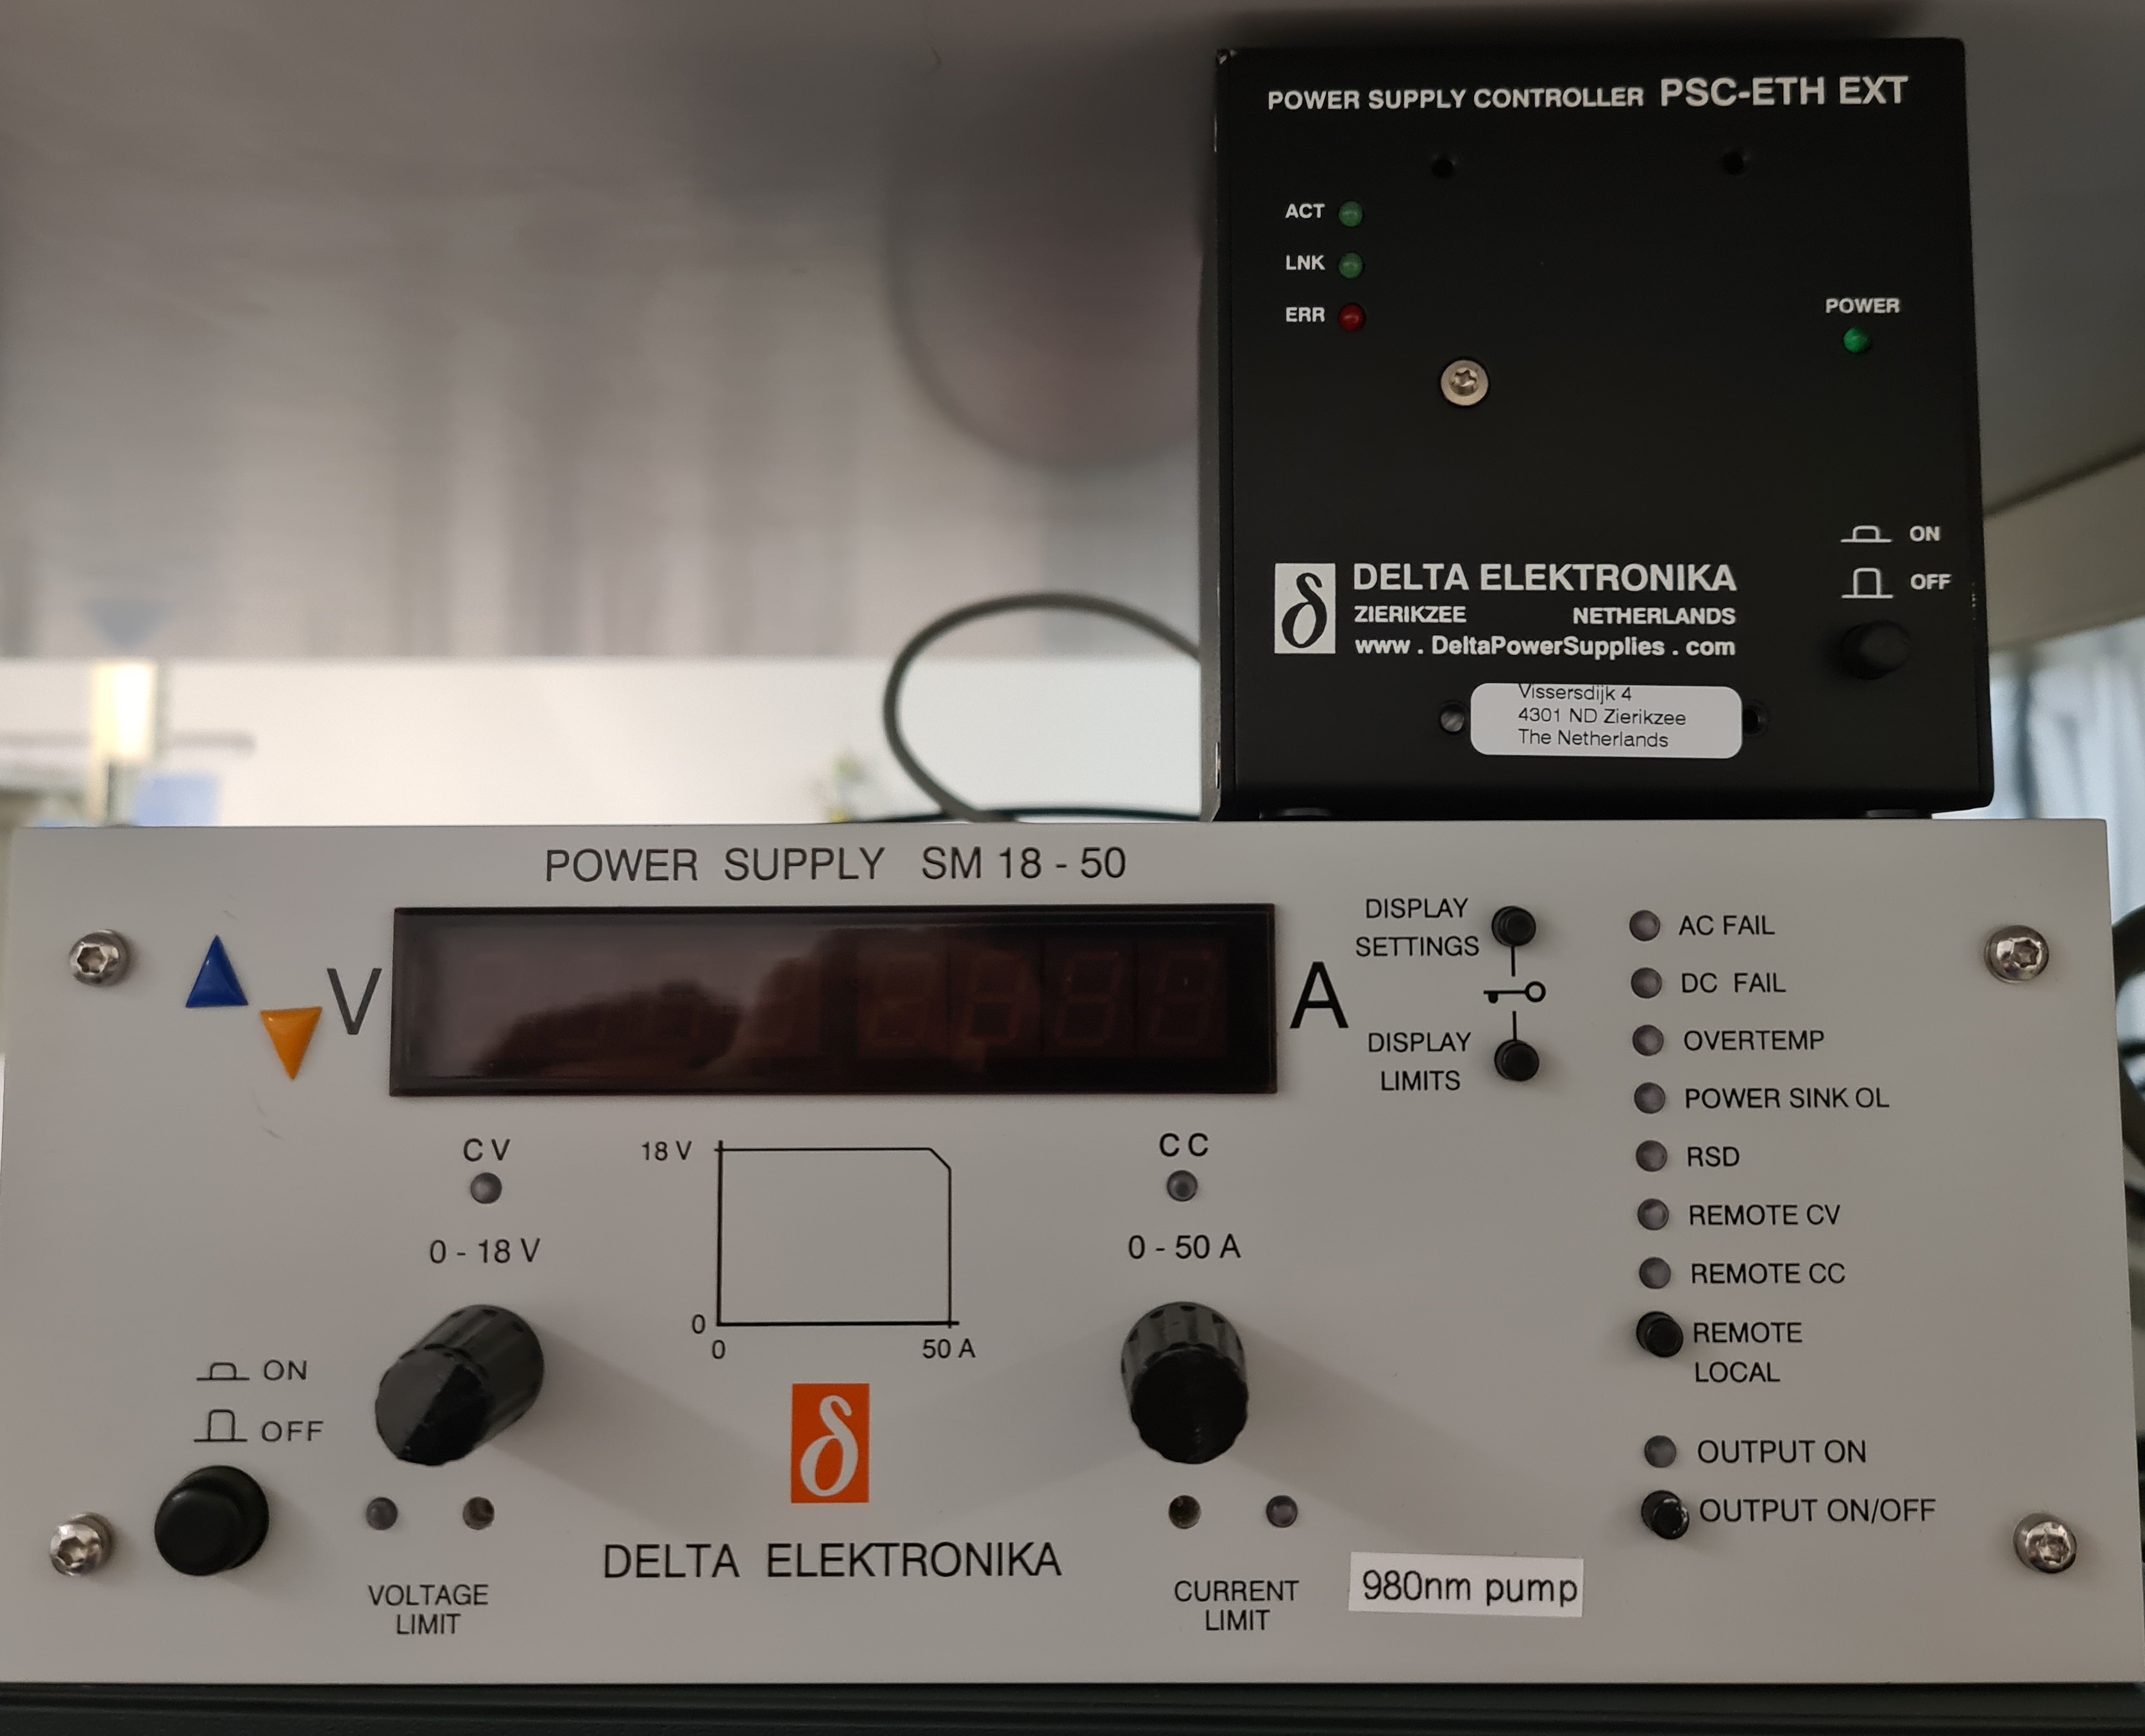 POWER SUPPLY CONTROLLER PSC-ETH EXT
ACT
LNK
ERR
POWER
ON
OFF
δ DELTA ELEKTRONIKA
ZIERIKZEE NETHERLANDS
www . DeltaPowerSupplies . com
Vissersdijk 4
4301 ND Zierikzee
The Netherlands
POWER SUPPLY SM 18 - 50
V
A
DISPLAY
SETTINGS
DISPLAY
LIMITS
AC FAIL
DC FAIL
OVERTEMP
POWER SINK OL
RSD
REMOTE CV
REMOTE CC
REMOTE
LOCAL
OUTPUT ON
OUTPUT ON/OFF
CV
0 - 18 V
18 V
0
0
50 A
CC
0 - 50 A
ON
OFF
δ
DELTA ELEKTRONIKA
VOLTAGE
LIMIT
CURRENT
LIMIT
980nm pump